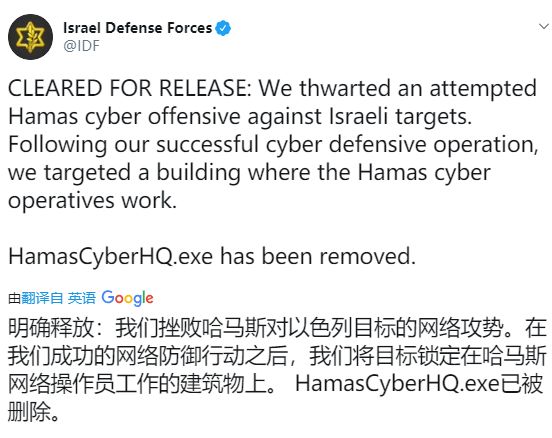 Israel Defense Forces
@IDF
CLEARED FOR RELEASE: We thwarted an attempted
Hamas cyber offensive against Israeli targets.
Following our successful cyber defensive operation,
we targeted a building where the Hamas cyber
operatives work.
HamasCyberHQ.exe has been removed.
由翻译自 英语 Google
明确释放：我们挫败哈马斯对以色列目标的网络攻势。在
我们成功的网络防御行动之后，我们将目标锁定在哈马斯
网络操作员工作的建筑物上。 HamasCyberHQ.exe已被
删除。